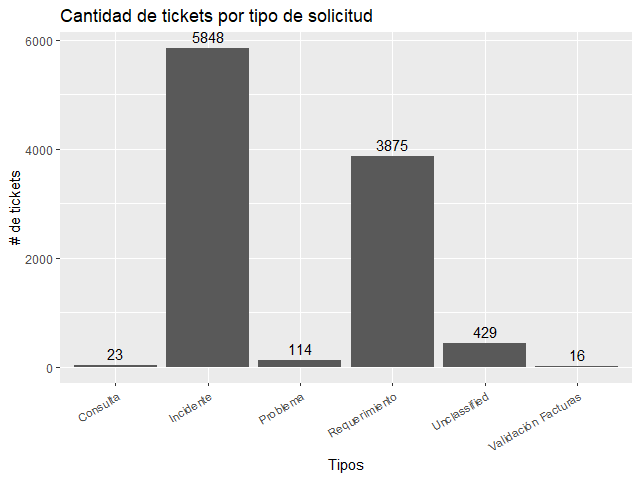 Cantidad de tickets por tipo de solicitud
# de tickets
6000
4000
2000
0
23
5848
114
3875
429
16
Consulta
Incidente
Problema
Requerimiento
Unclassified
Validación Facturas
Tipos